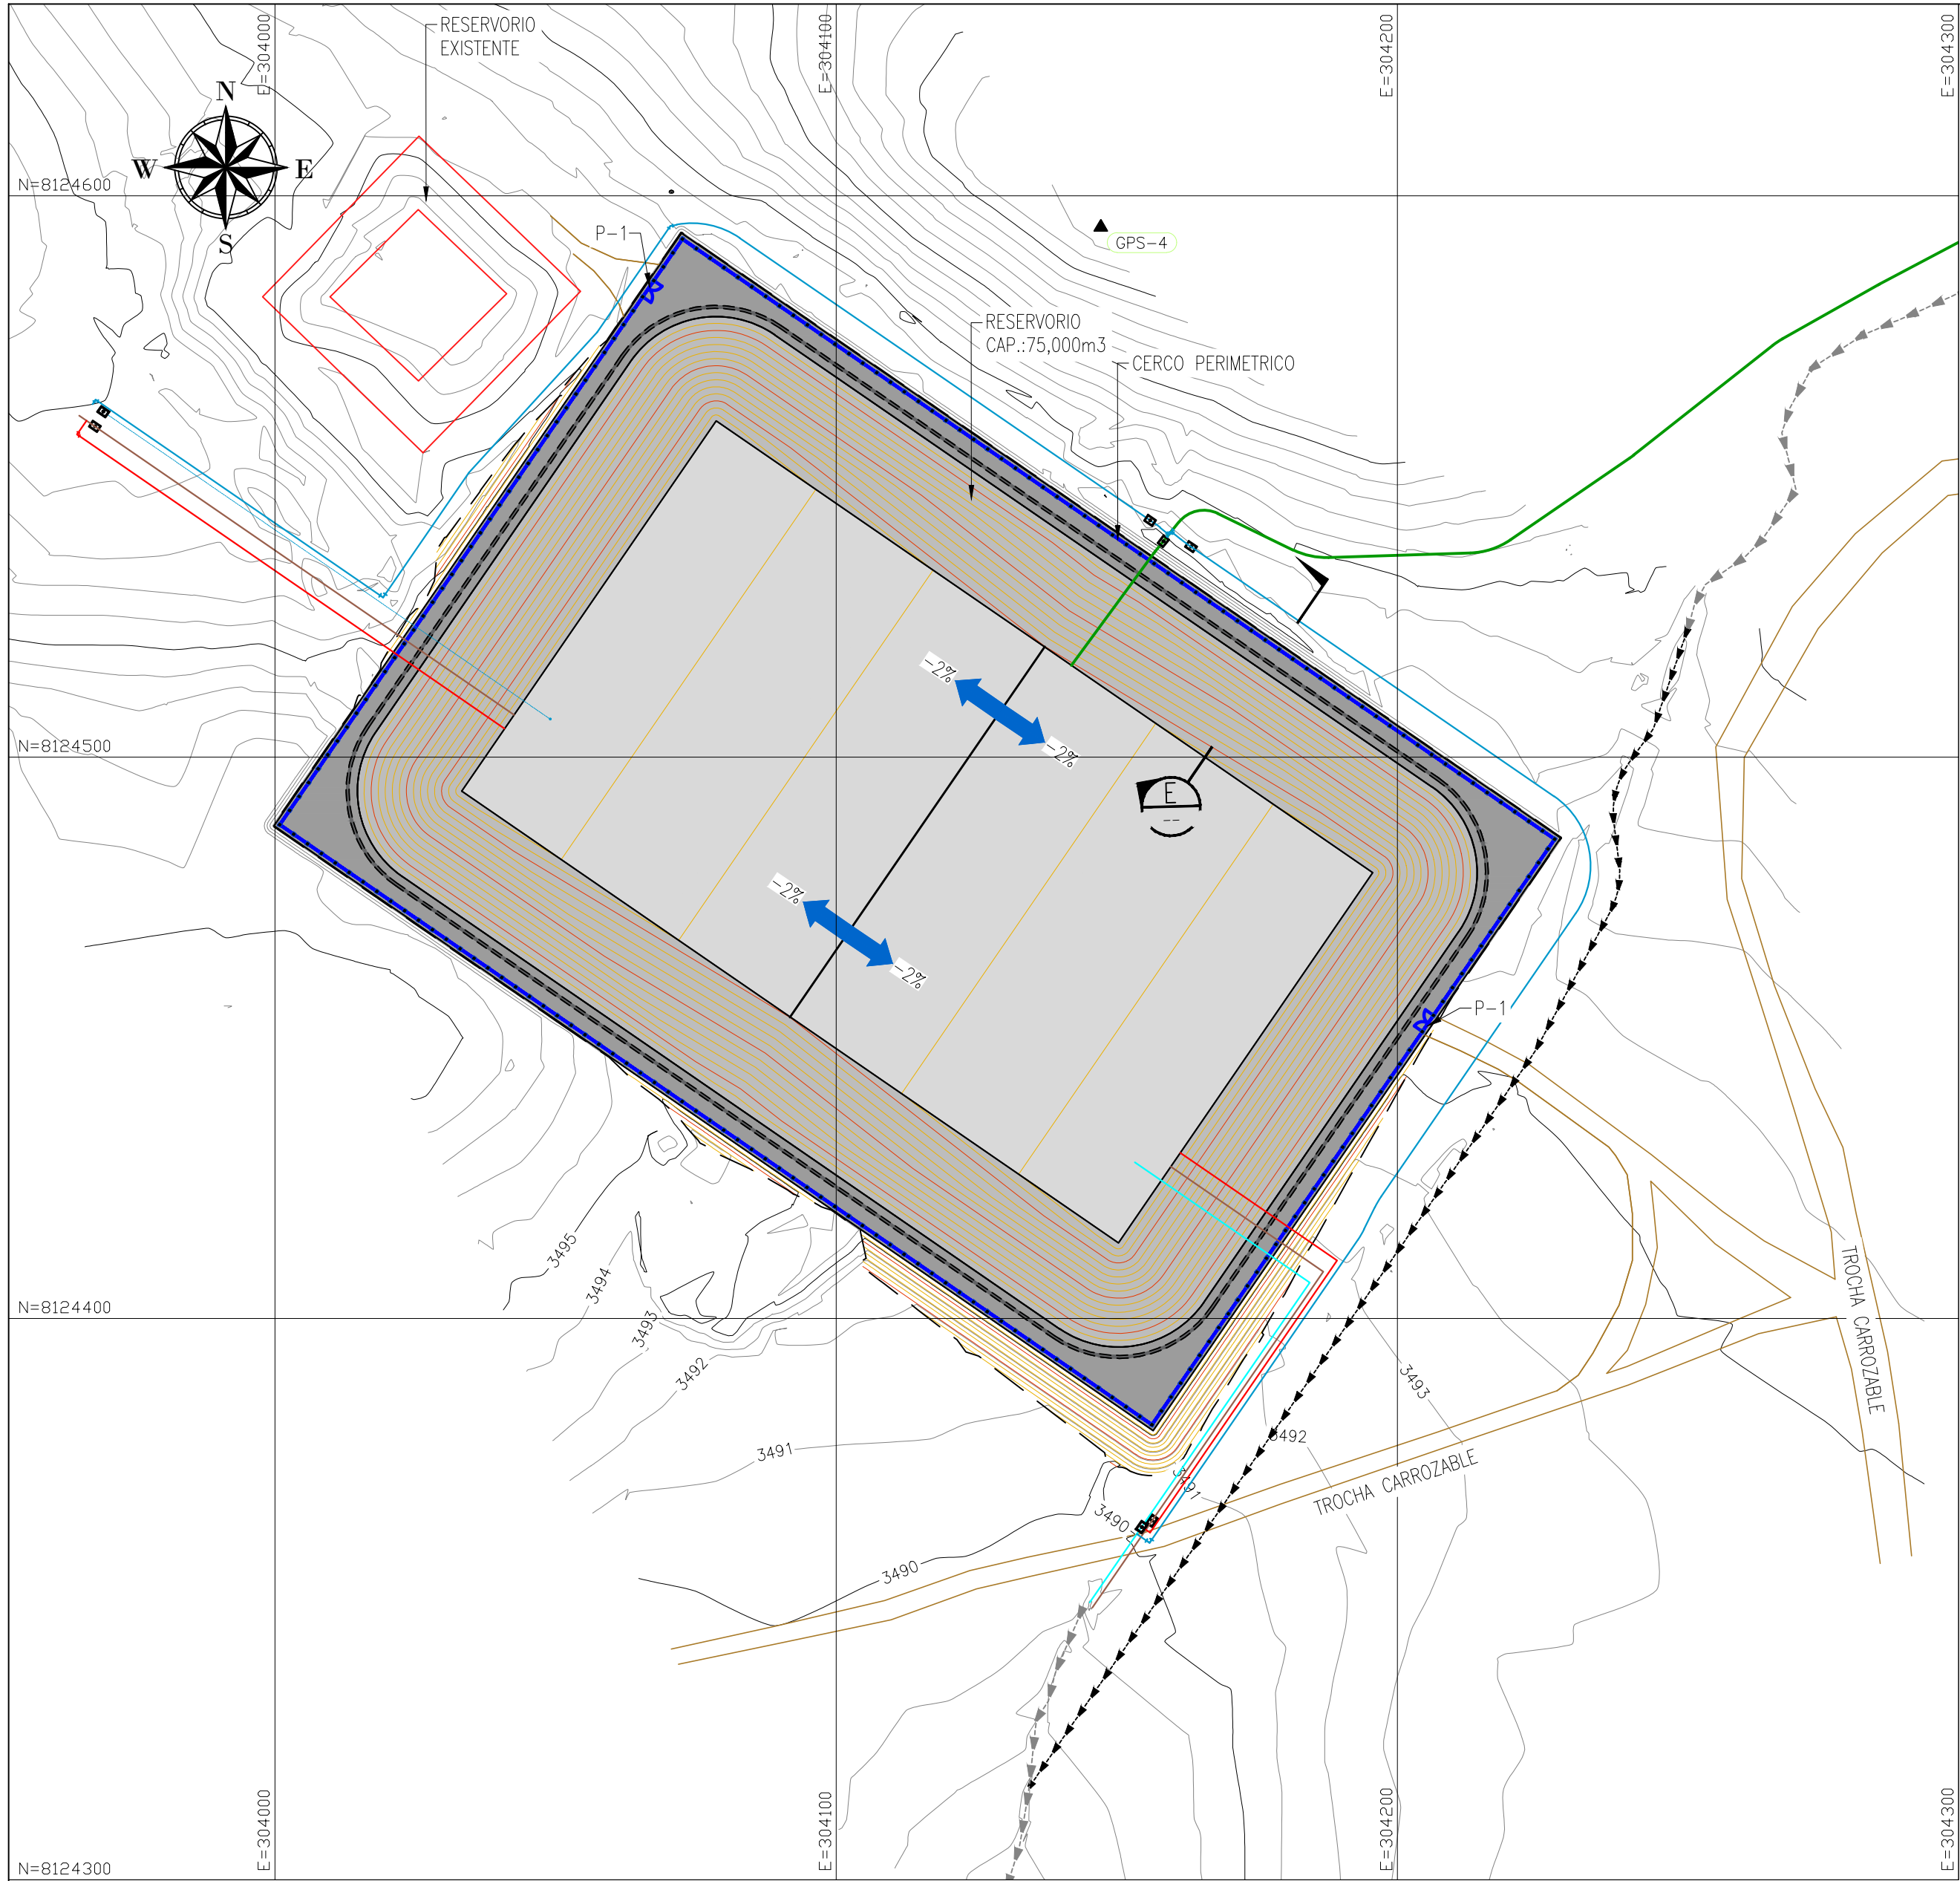 E=304000
E=304100
E=304200
E=304300
RESERVORIO
EXISTENTE
N
W
E
S
N=8124600
P-1
GPS-4
RESERVORIO
CAP.:75,000m3
CERCO PERIMETRICO
-2%
-2%
N=8124500
E
--
-2%
-2%
P-1
3495
3494
3493
3492
3491
3490
N=8124400
TROCHA CARROZABLE
3493
3492
3491
3490
TROCHA CARROZABLE
E=304000
E=304100
E=304200
E=304300
N=8124300